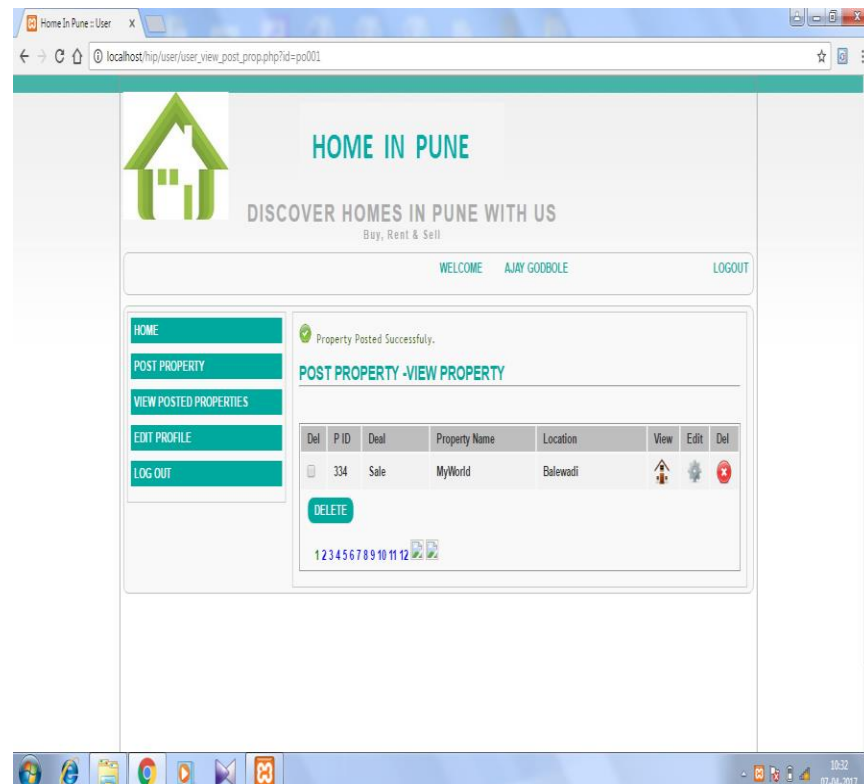 Home In Pune :: User
localhost/hip/user/user_view_post_prop.php?id=po001
HOME IN PUNE
DISCOVER HOMES IN PUNE WITH US
Buy, Rent & Sell
WELCOME AJAY GODBOLE LOGOUT
HOME
POST PROPERTY
VIEW POSTED PROPERTIES
EDIT PROFILE
LOG OUT
Property Posted Successfuly.
POST PROPERTY -VIEW PROPERTY
Del P ID Deal Property Name Location View Edit Del
334 Sale MyWorld Balewadi
DELETE
1 2 3 4 5 6 7 8 9 10 11 12
10:32
07-04-2017